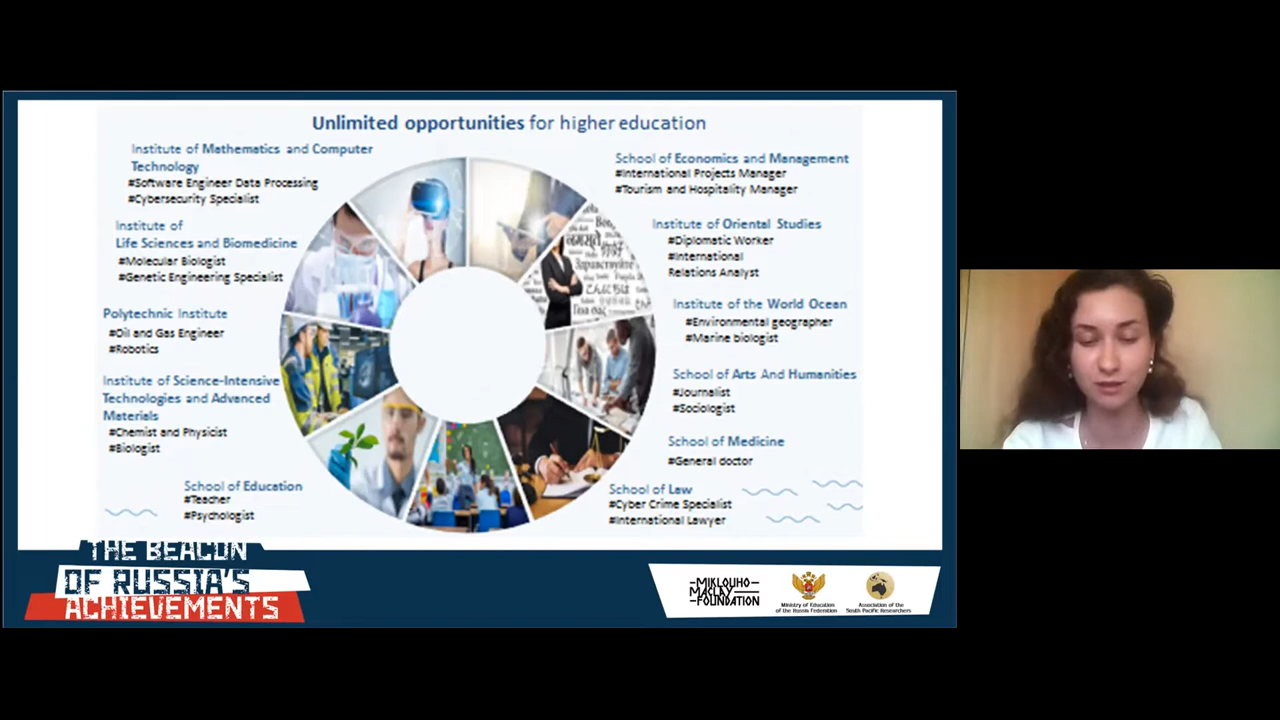 Unlimited opportunities for higher education
Institute of Mathematics and Computer
Technology
#Software Engineer Data Processing
#Cybersecurity Specialist
Institute of
Life Sciences and Biomedicine
#Molecular Biologist
#Genetic Engineering Specialist
Polytechnic Institute
#Oil and Gas Engineer
#Robotics
Institute of Science-Intensive
Technologies and Advanced
Materials
#Chemist and Physicist
#Biologist
School of Education
#Teacher
#Psychologist
School of Economics and Management
#International Projects Manager
#Tourism and Hospitality Manager
Institute of Oriental Studies
#Diplomatic Worker
#International
Relations Analyst
Institute of the World Ocean
#Environmental geographer
#Marine biologist
School of Arts And Humanities
#Journalist
#Sociologist
School of Medicine
#General doctor
School of Law
#Cyber Crime Specialist
#International Lawyer
THE BEACON
OF RUSSIA'S
ACHIEVEMENTS
MIKLOUHO—
MACLAY
FOUNDATION
Ministry of Education
of the Russia Federation
Association of the
South Pacific Researchers